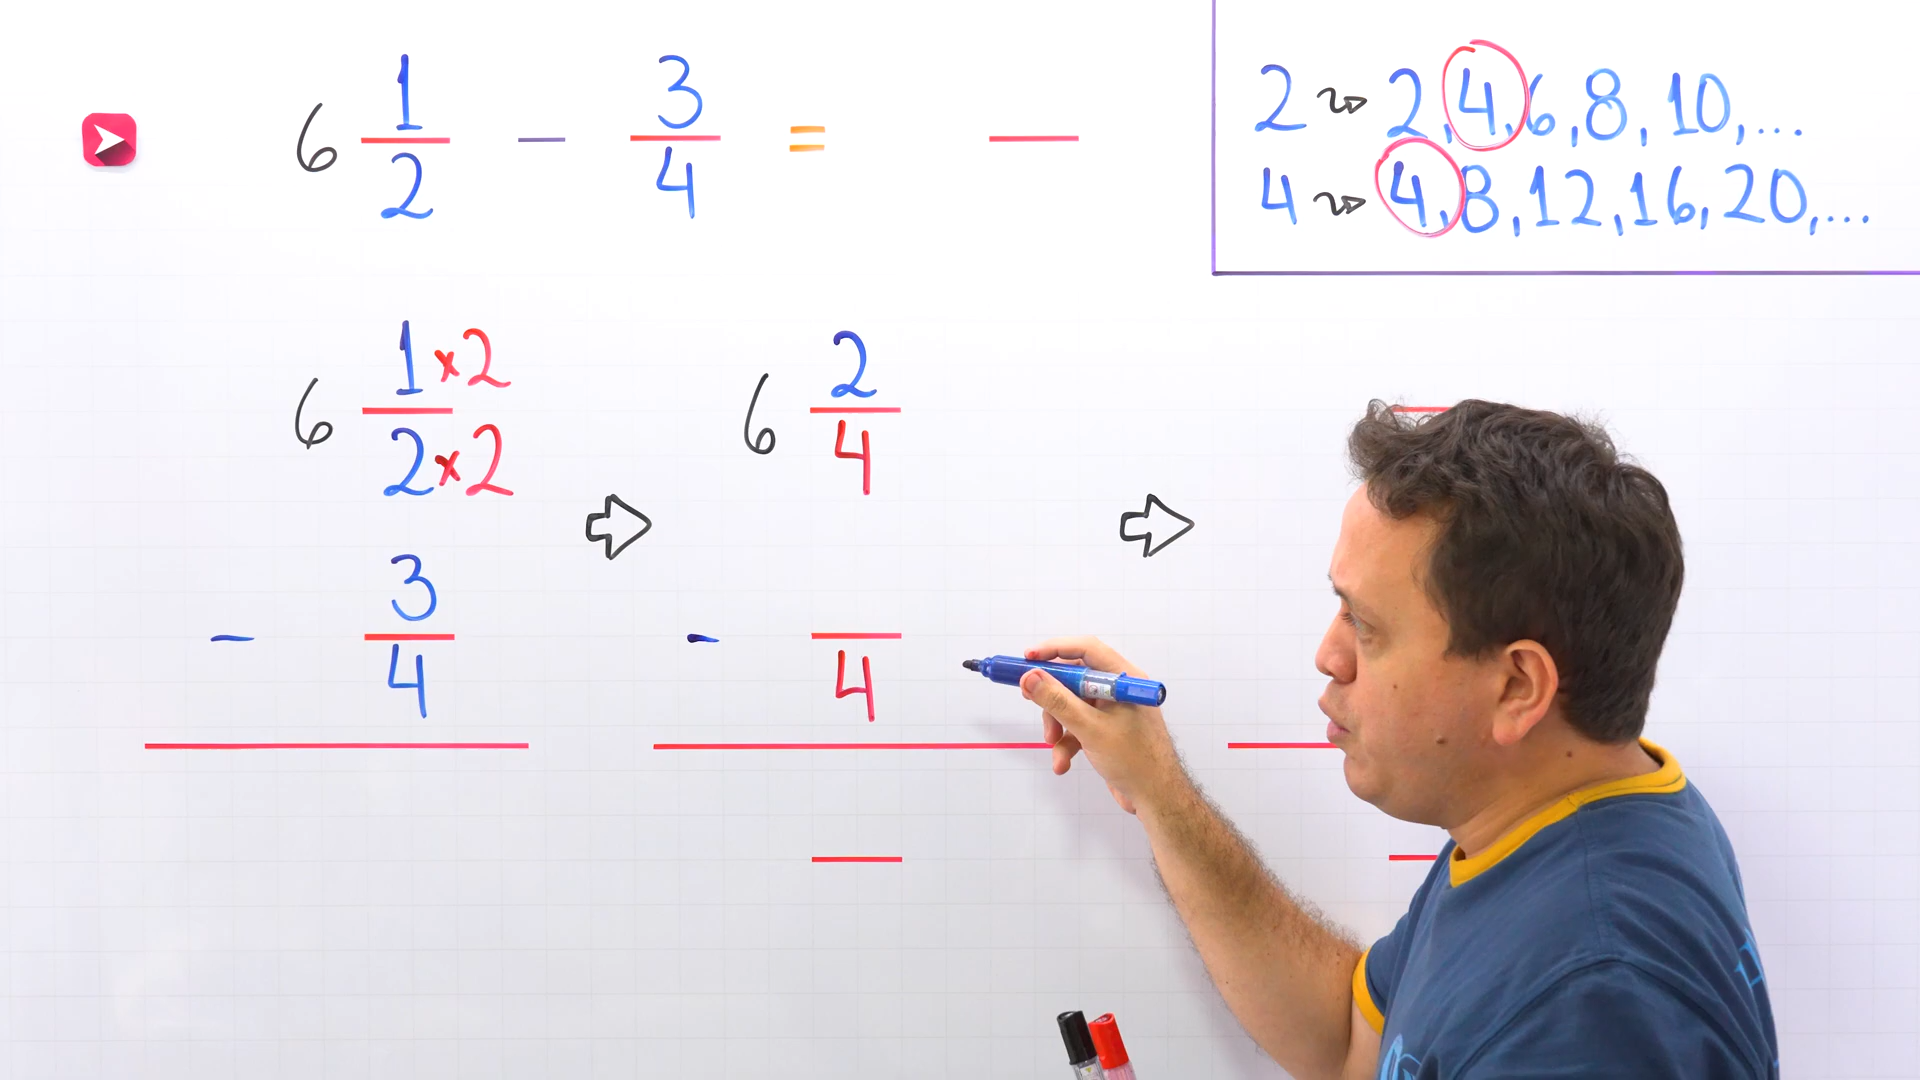 6 1/2 − 3/4 =
2 ⇝ 2, 4, 6, 8, 10, ...
4 ⇝ 4, 8, 12, 16, 20, ...
6 1×2/2×2 ⇨ 6 2/4 ⇨
− 3/4 − /4